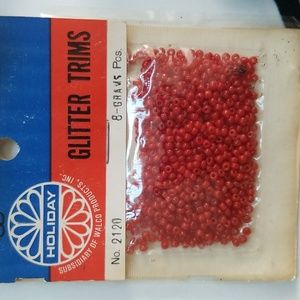 GLITTER TRIMS
8-GRAMS Pcs.
No. 2120
HOLIDAY
SUBSIDIARY OF WALCO PRODUCTS, INC.